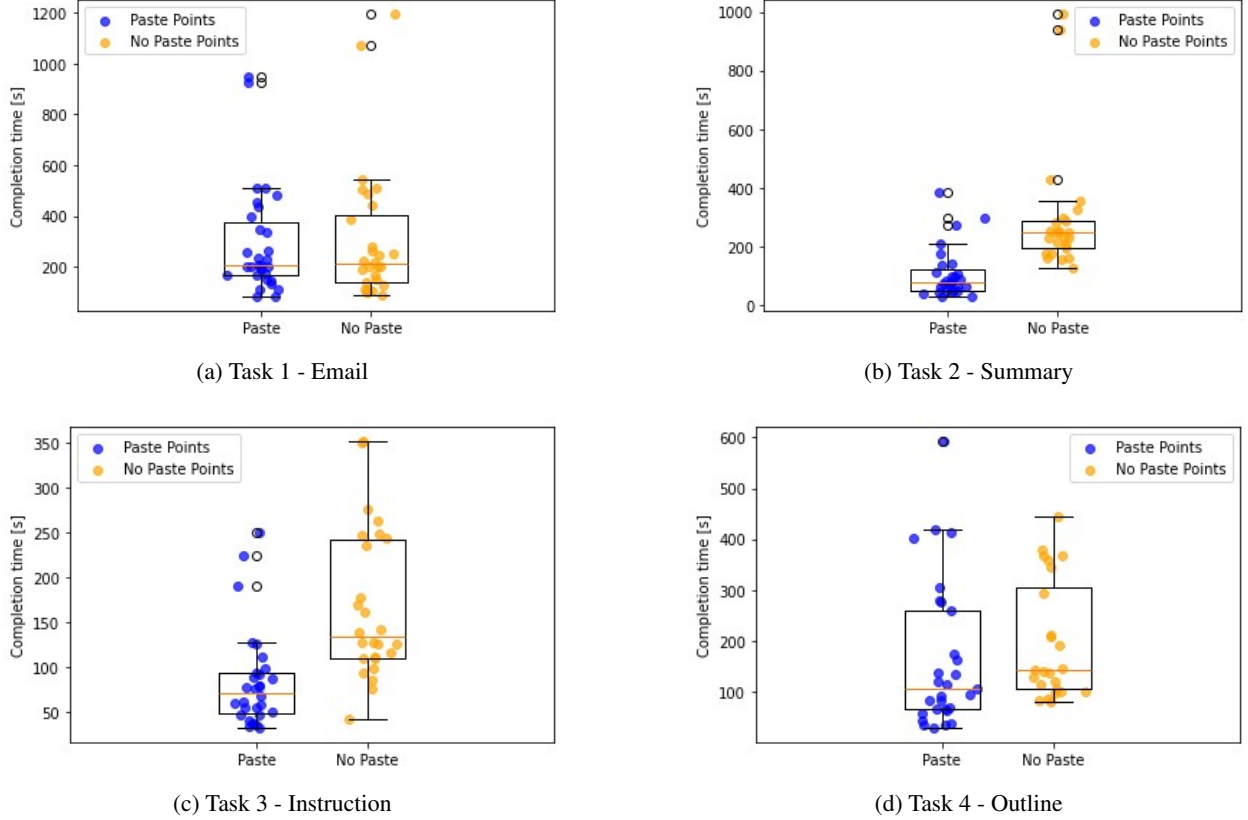 1200
1000
800
600
400
200
Completion time [s]
Paste Points
No Paste Points
Paste
No Paste
(a) Task 1 - Email
1000
800
600
400
200
0
Completion time [s]
Paste Points
No Paste Points
Paste
No Paste
(b) Task 2 - Summary
350
300
250
200
150
100
50
Completion time [s]
Paste Points
No Paste Points
Paste
No Paste
(c) Task 3 - Instruction
600
500
400
300
200
100
Completion time [s]
Paste Points
No Paste Points
Paste
No Paste
(d) Task 4 - Outline